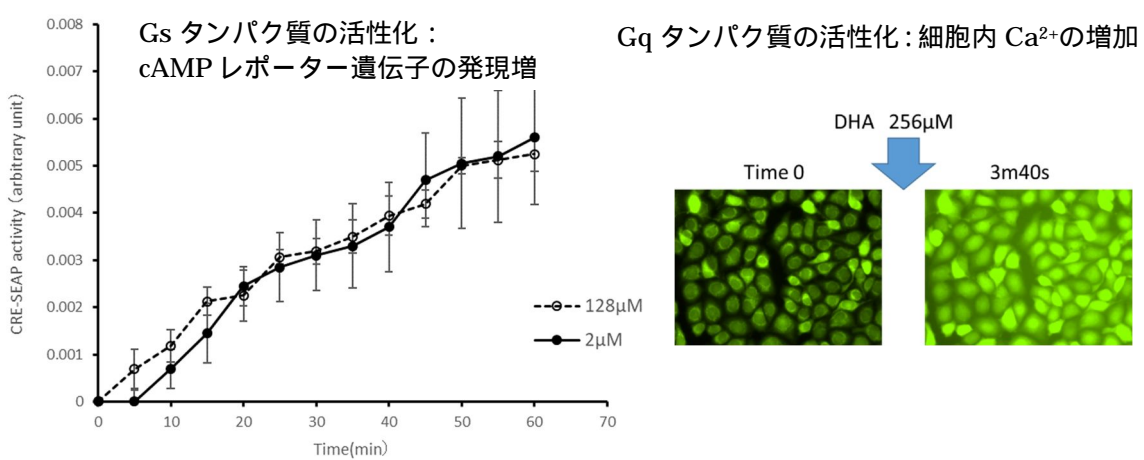 Gs タンパク質の活性化：
cAMP レポーター遺伝子の発現増
CRE-SEAP activity (arbitrary unit)
0.008
0.007
0.006
0.005
0.004
0.003
0.002
0.001
0
0 10 20 30 40 50 60 70
Time(min)
128μM
2μM
Gq タンパク質の活性化：細胞内 Ca²⁺の増加
DHA 256μM
Time 0
3m40s